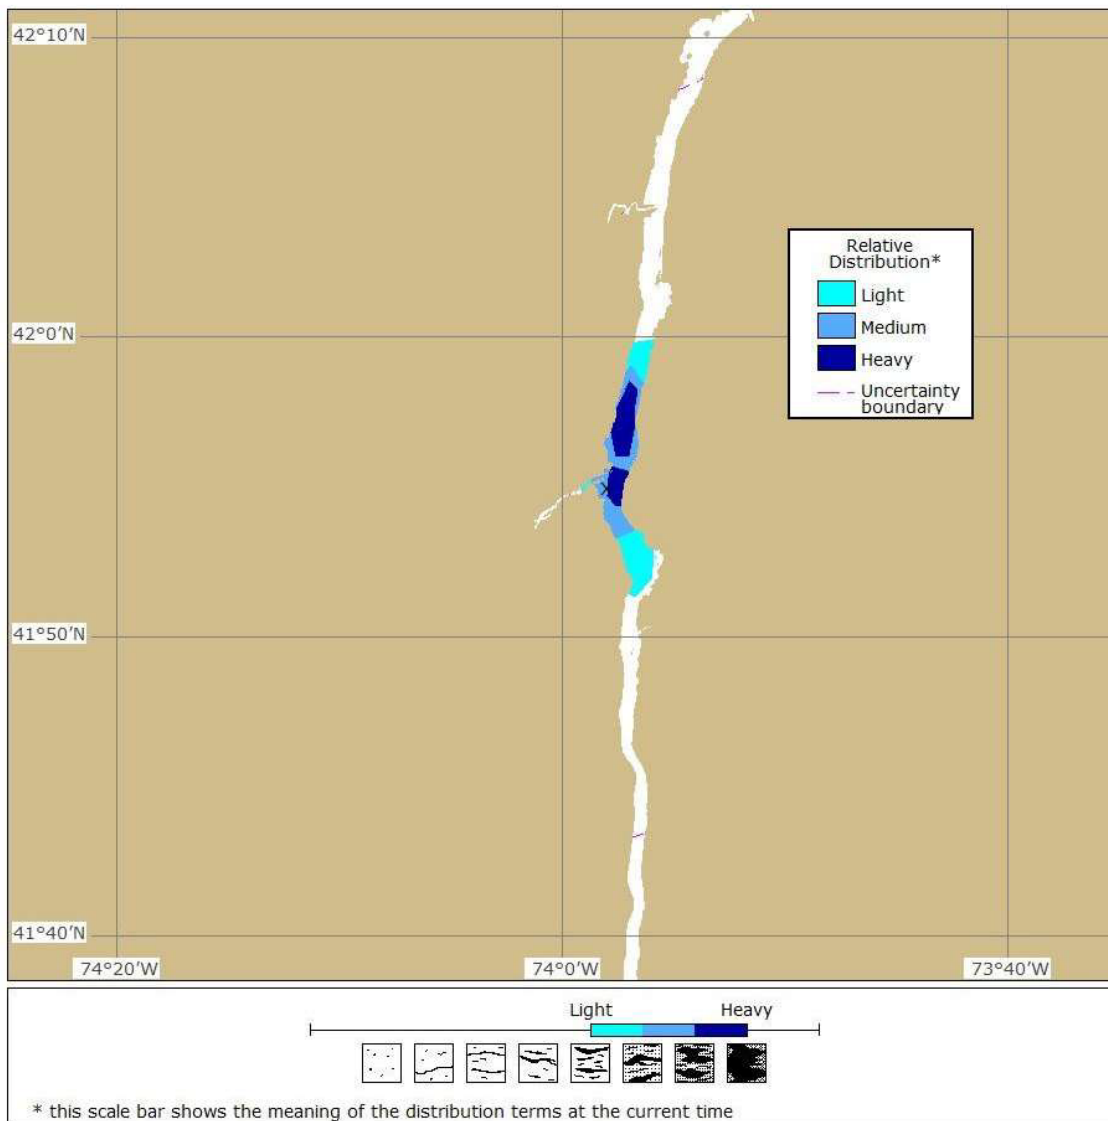 42°10'N
Relative
Distribution*
Light
Medium
Heavy
Uncertainty
boundary
42°0'N
41°50'N
41°40'N
74°20'W
74°0'W
73°40'W
Light
Heavy
* this scale bar shows the meaning of the distribution terms at the current time